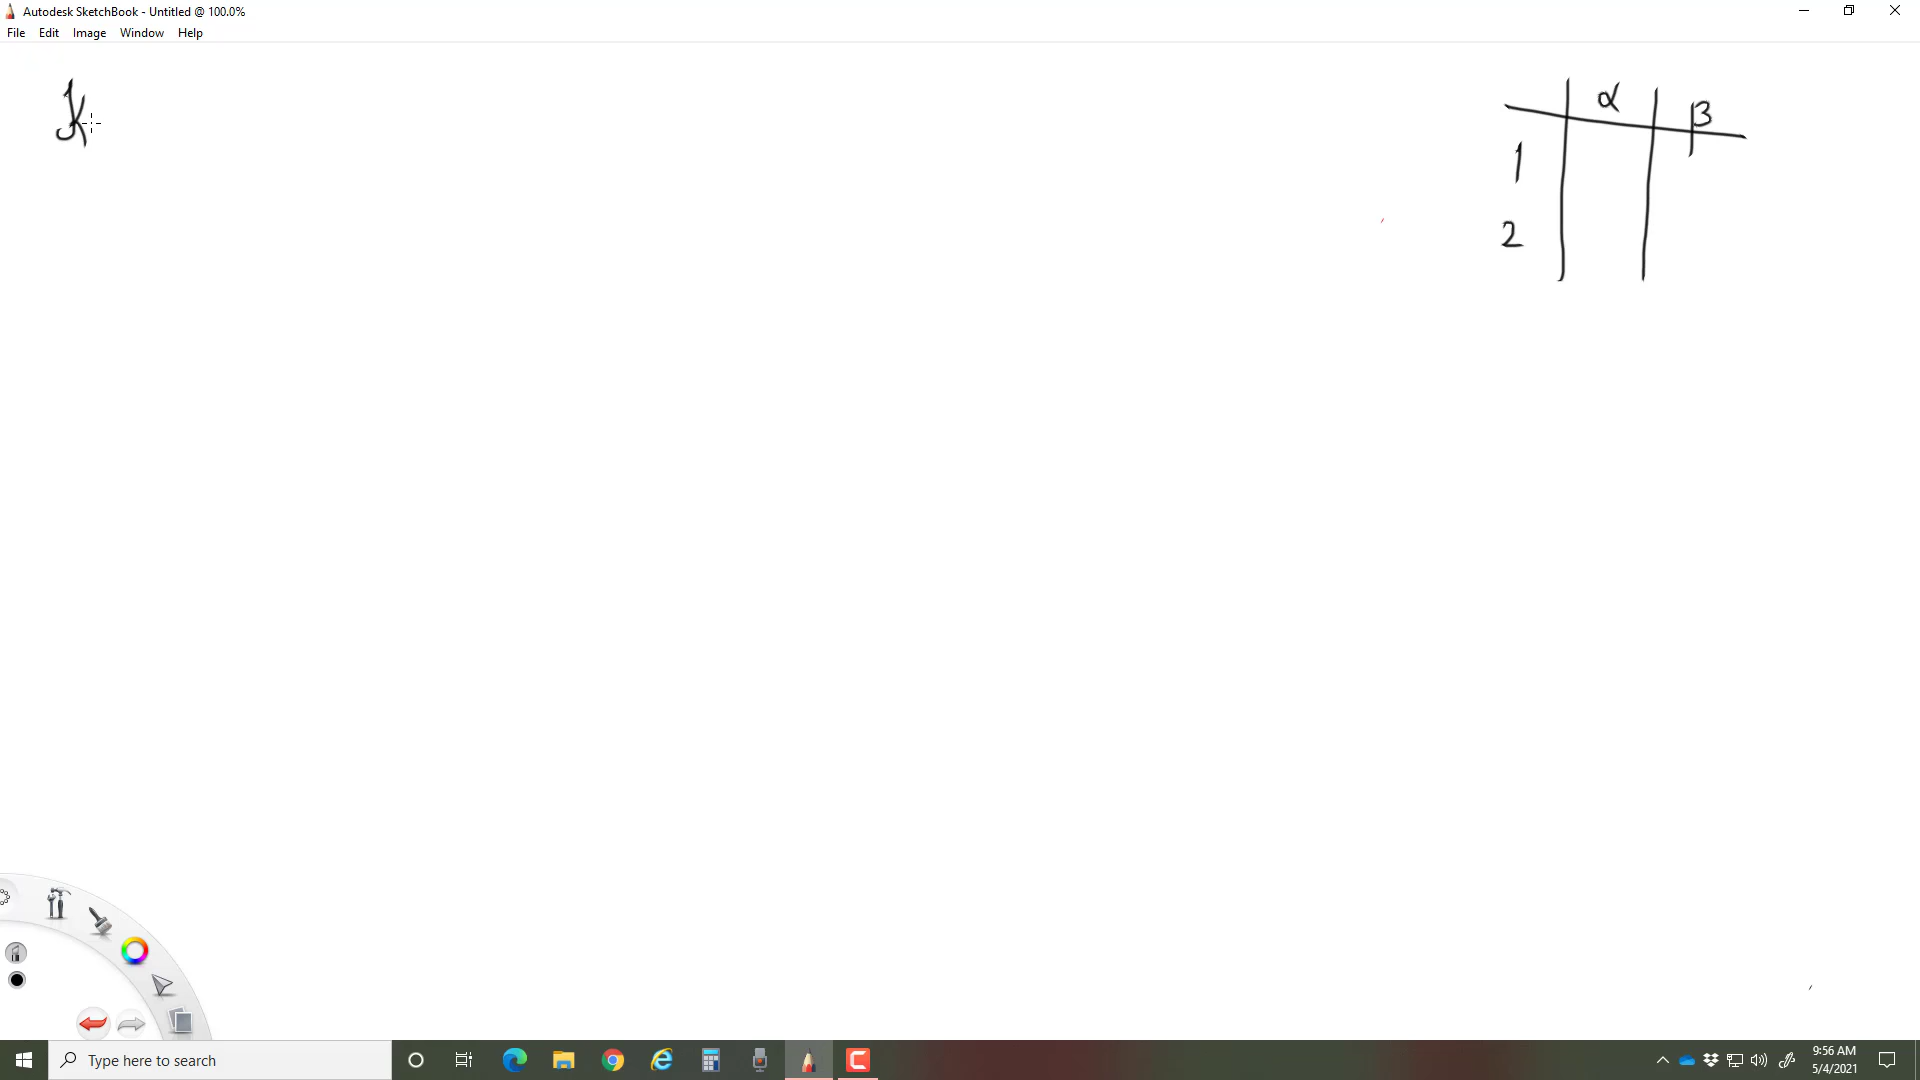 Autodesk SketchBook - Untitled @ 100.0%
File Edit Image Window Help
K
α β
1
2
Type here to search
9:56 AM
5/4/2021